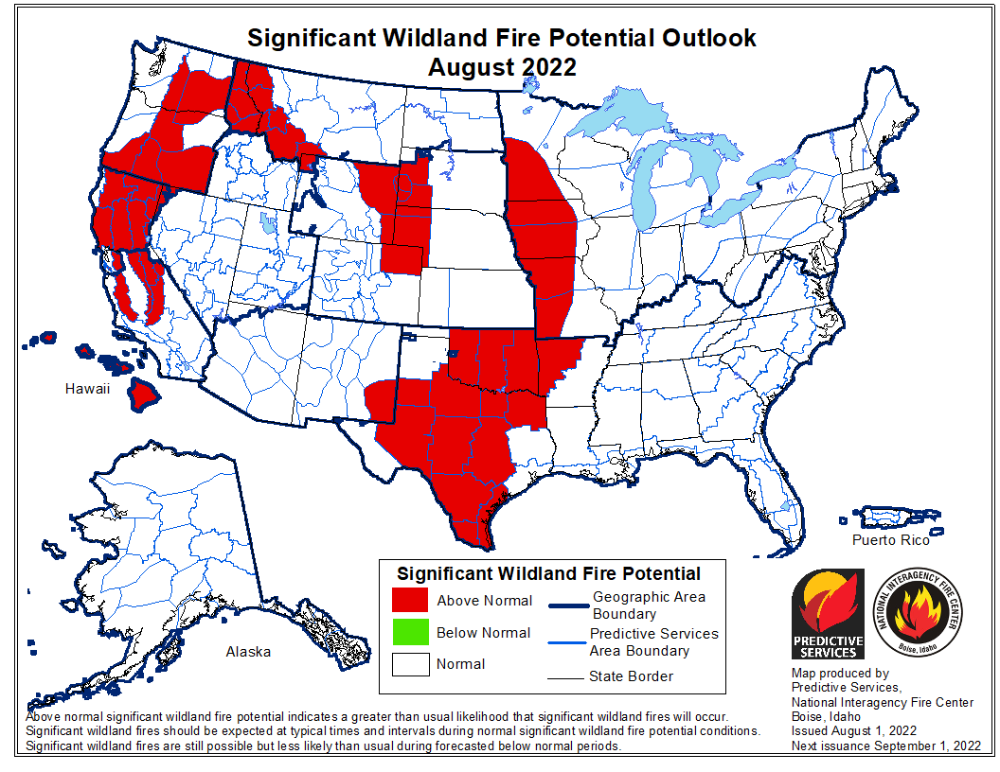 Significant Wildland Fire Potential Outlook
August 2022
Hawaii
Alaska
Puerto Rico
Significant Wildland Fire Potential
Above Normal
Below Normal
Normal
Geographic Area
Boundary
Predictive Services
Area Boundary
State Border
PREDICTIVE
SERVICES
NATIONAL INTERAGENCY FIRE CENTER
Boise, Idaho
Map produced by
Predictive Services,
National Interagency Fire Center
Boise, Idaho
Issued August 1, 2022
Next issuance September 1, 2022
Above normal significant wildland fire potential indicates a greater than usual likelihood that significant wildland fires will occur.
Significant wildland fires should be expected at typical times and intervals during normal significant wildland fire potential conditions.
Significant wildland fires are still possible but less likely than usual during forecasted below normal periods.